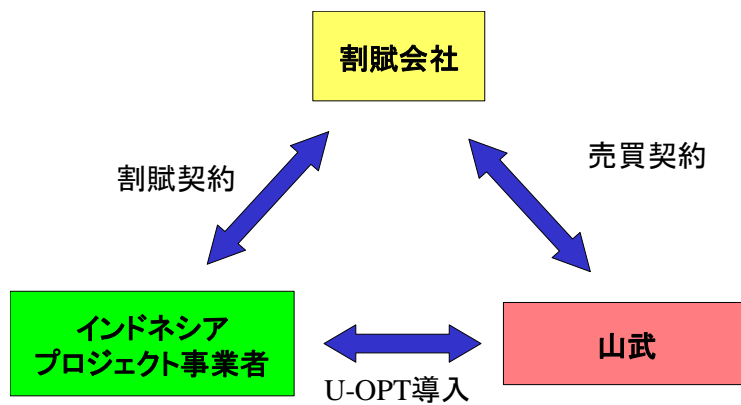 割賦会社
割賦契約
売買契約
インドネシア
プロジェクト事業者
山武
U-OPT導入